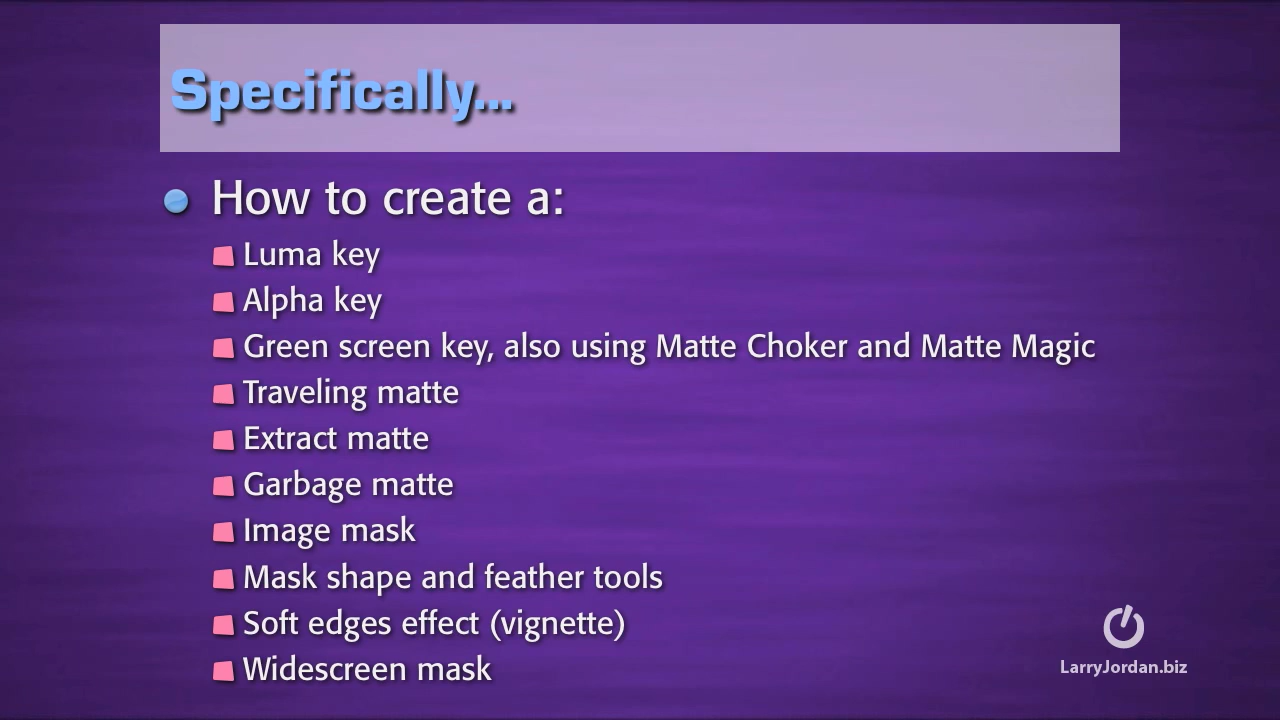 Specifically...
How to create a:
Luma key
Alpha key
Green screen key, also using Matte Choker and Matte Magic
Traveling matte
Extract matte
Garbage matte
Image mask
Mask shape and feather tools
Soft edges effect (vignette)
Widescreen mask
LarryJordan.biz